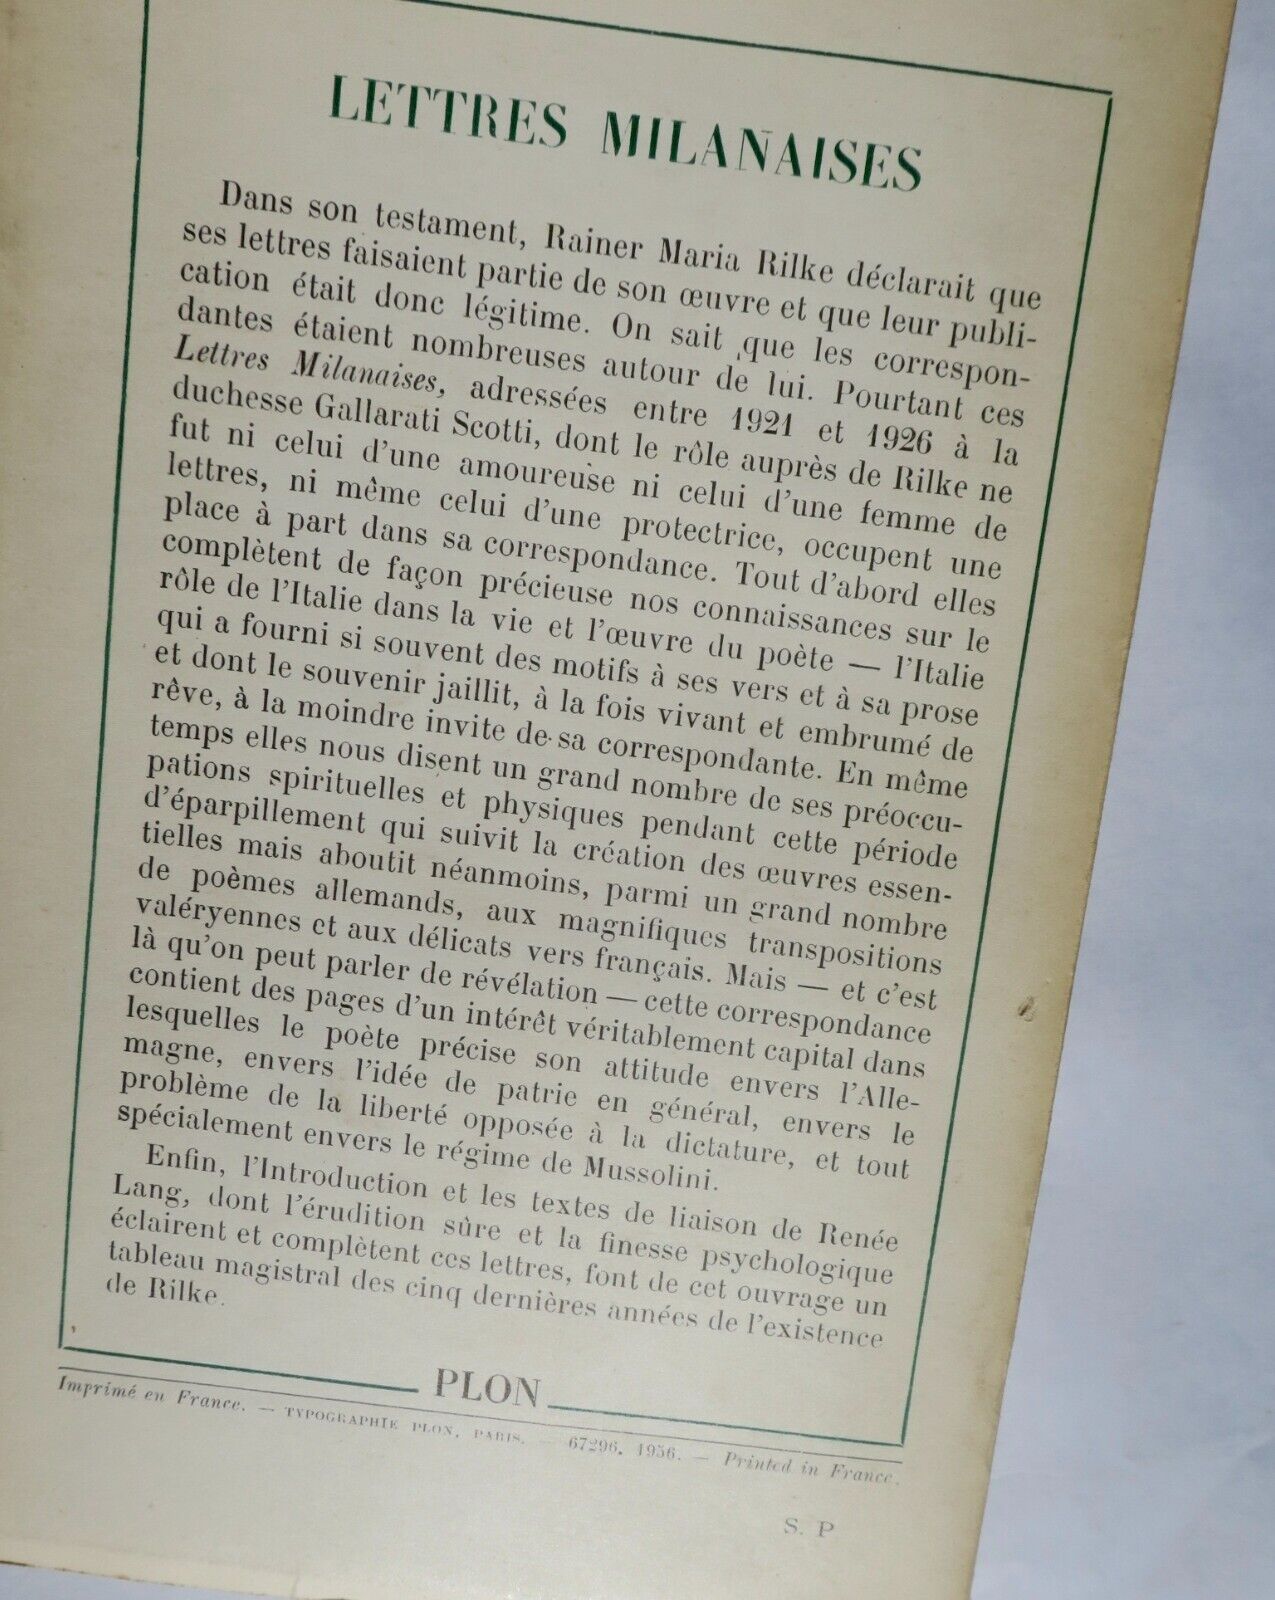 LETTRES MILANAISES
Dans son testament, Rainer Maria Rilke déclarait que
ses lettres faisaient partie de son œuvre et que leur publi-
cation était donc légitime. On sait que les correspon-
dantes étaient nombreuses autour de lui. Pourtant ces
Lettres Milanaises, adressées entre 1921 et 1926 à la
duchesse Gallarati Scotti, dont le rôle auprès de Rilke ne
fut ni celui d'une amoureuse ni celui d'une femme de
lettres, ni même celui d'une protectrice, occupent une
place à part dans sa correspondance. Tout d'abord elles
complètent de façon précieuse nos connaissances sur le
rôle de l'Italie dans la vie et l'œuvre du poète — l'Italie
qui a fourni si souvent des motifs à ses vers et à sa prose
et dont le souvenir jaillit, à la fois vivant et embrumé de
rêve, à la moindre invite de sa correspondante. En même
temps elles nous disent un grand nombre de ses préoccu-
pations spirituelles et physiques pendant cette période
d'éparpillement qui suivit la création des œuvres essen-
tielles mais aboutit néanmoins, parmi un grand nombre
de poèmes allemands, aux magnifiques transpositions
valéryennes et aux délicats vers français. Mais — et c'est
là qu'on peut parler de révélation — cette correspondance
contient des pages d'un intérêt véritablement capital dans
lesquelles le poète précise son attitude envers l'Alle-
magne, envers l'idée de patrie en général, envers le
problème de la liberté opposée à la dictature, et tout
spécialement envers le régime de Mussolini.
Enfin, l'Introduction et les textes de liaison de Renée
Lang, dont l'érudition sûre et la finesse psychologique
éclairent et complètent ces lettres, font de cet ouvrage un
tableau magistral des cinq dernières années de l'existence
de Rilke.
PLON
Imprimé en France. — TYPOGRAPHIE PLON, PARIS. — 67296. 1956. — Printed in France.
S. P